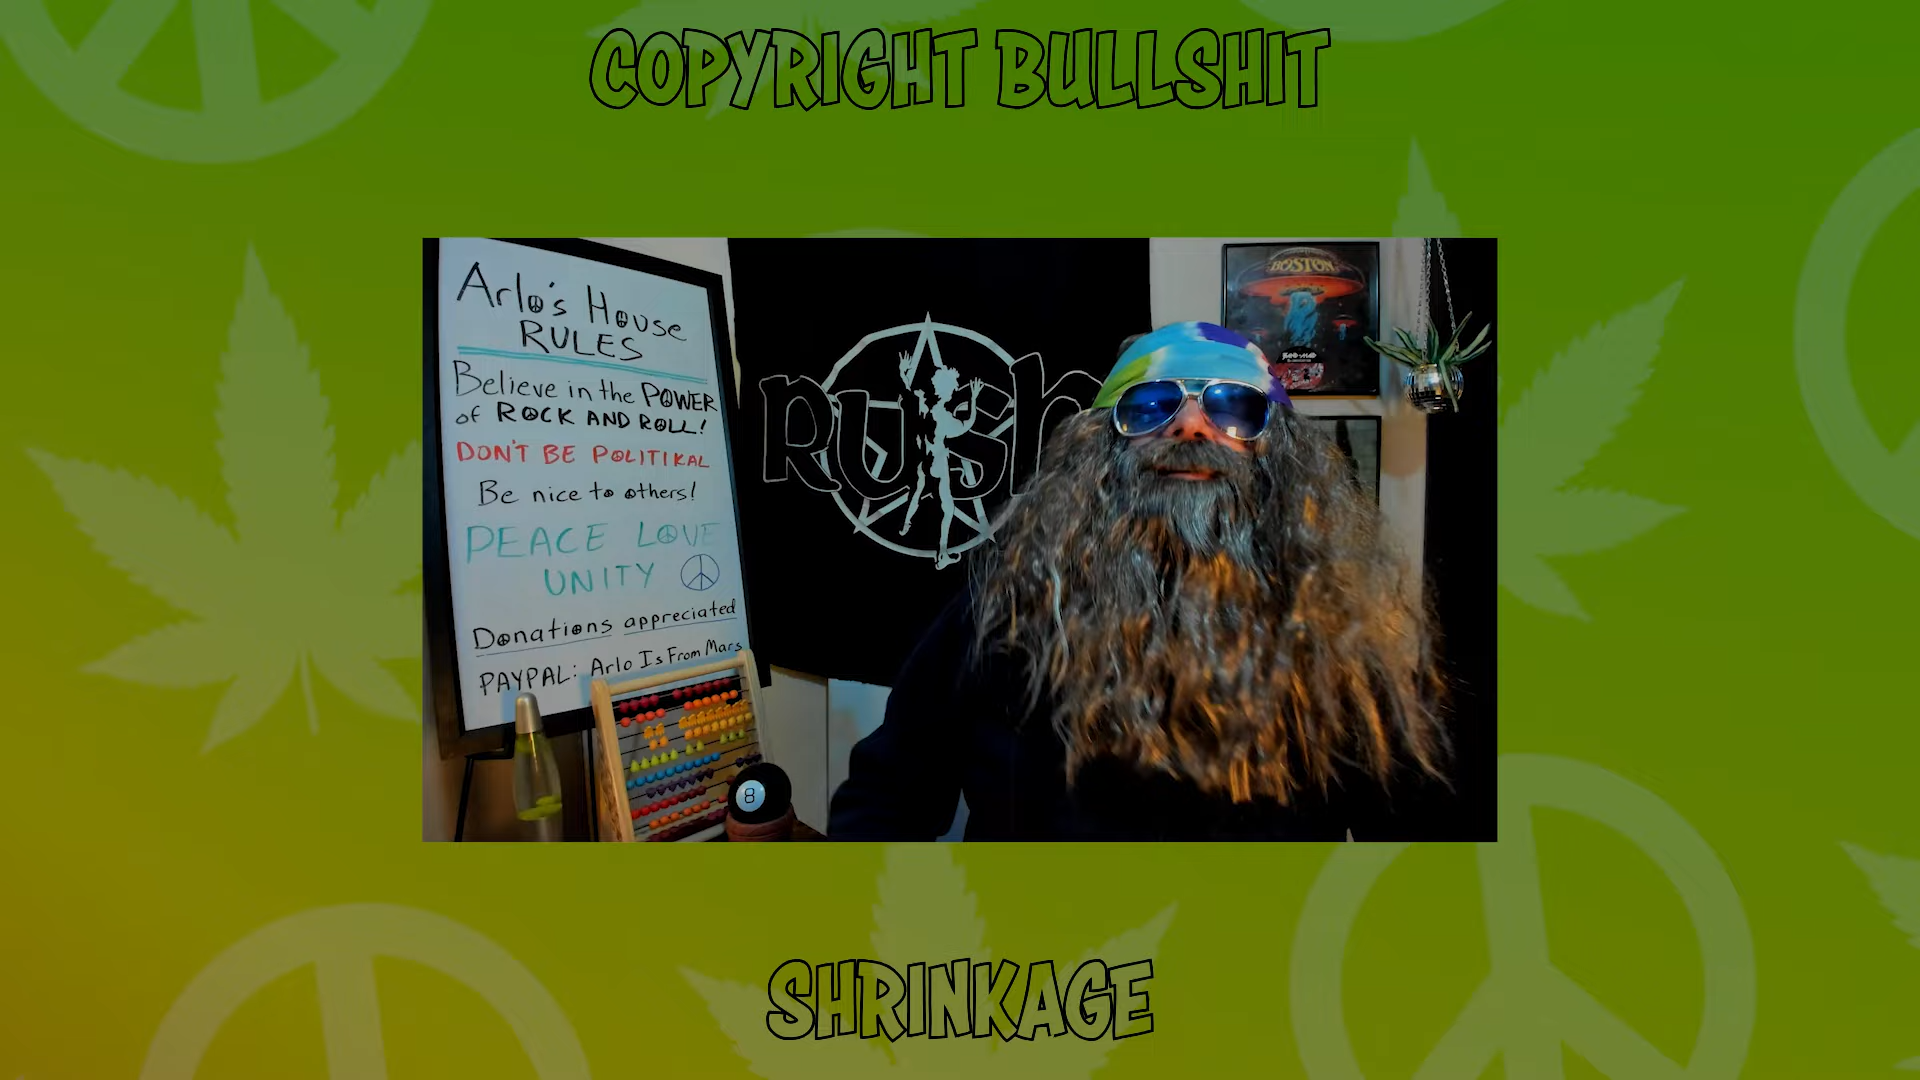 COPYRIGHT BULLSHIT
Arlo's House
RULES
Believe in the POWER
of ROCK AND ROLL!
DON'T BE POLITIKAL
Be nice to others!
PEACE LOVE
UNITY
Donations appreciated
PAYPAL: Arlo Is From Mars
RUSH
BOSTON
8
SHRINKAGE